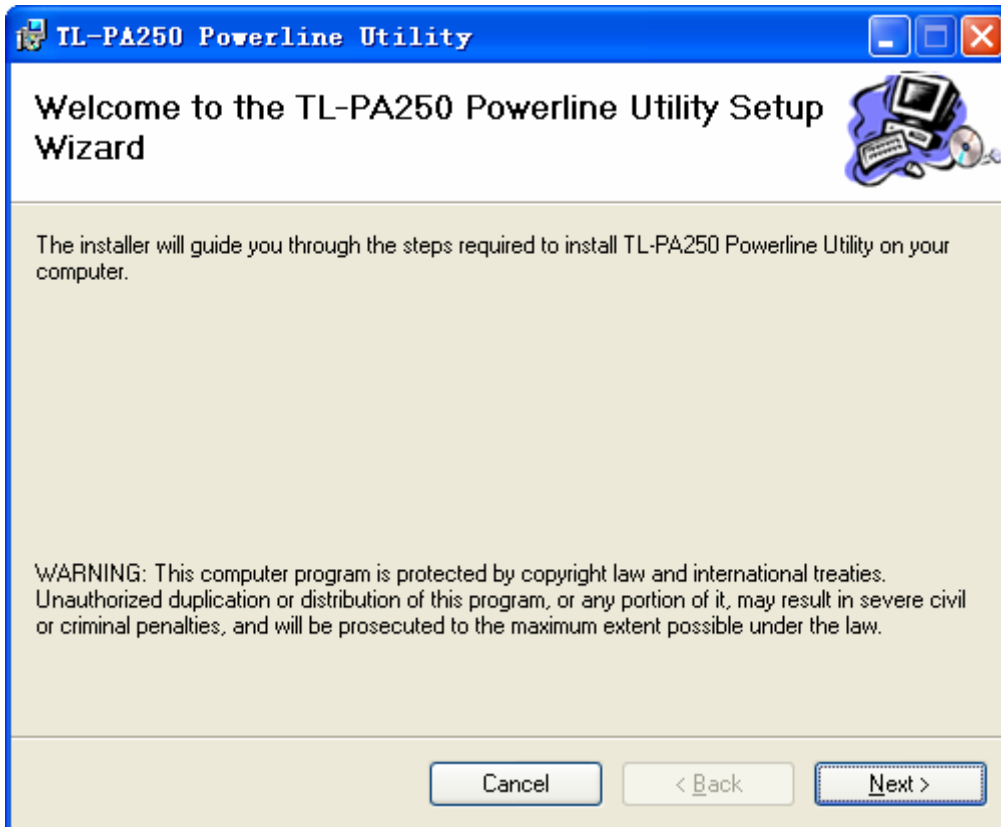 TL-PA250 Powerline Utility
Welcome to the TL-PA250 Powerline Utility Setup
Wizard
The installer will guide you through the steps required to install TL-PA250 Powerline Utility on your
computer.
WARNING: This computer program is protected by copyright law and international treaties.
Unauthorized duplication or distribution of this program, or any portion of it, may result in severe civil
or criminal penalties, and will be prosecuted to the maximum extent possible under the law.
Cancel < Back Next >